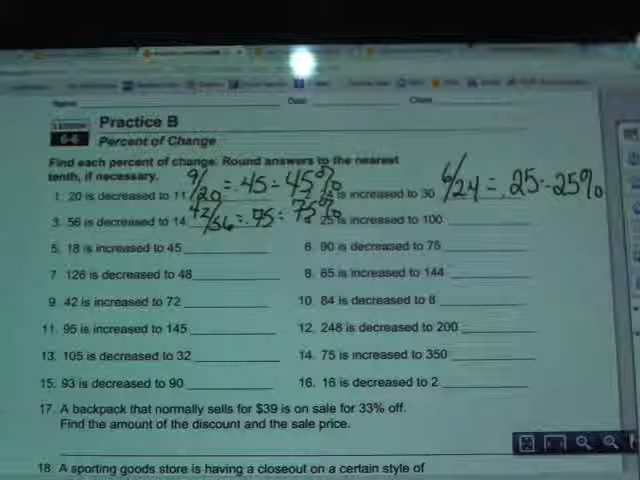 Name Date Class
LESSON
6-6
Practice B
Percent of Change
Find each percent of change. Round answers to the nearest
tenth, if necessary.
1. 20 is decreased to 11 9/20 = .45 = 45%
is increased to 30 6/24 = .25 = 25%
3. 56 is decreased to 14 42/56 = .75 = 75%
25 is increased to 100
5. 18 is increased to 45
6. 90 is decreased to 75
7. 126 is decreased to 48
8. 65 is increased to 144
9. 42 is increased to 72
10. 84 is decreased to 8
11. 95 is increased to 145
12. 248 is decreased to 200
13. 105 is decreased to 32
14. 75 is increased to 350
15. 93 is decreased to 90
16. 16 is decreased to 2
17. A backpack that normally sells for $39 is on sale for 33% off.
Find the amount of the discount and the sale price.
18. A sporting goods store is having a closeout on a certain style of